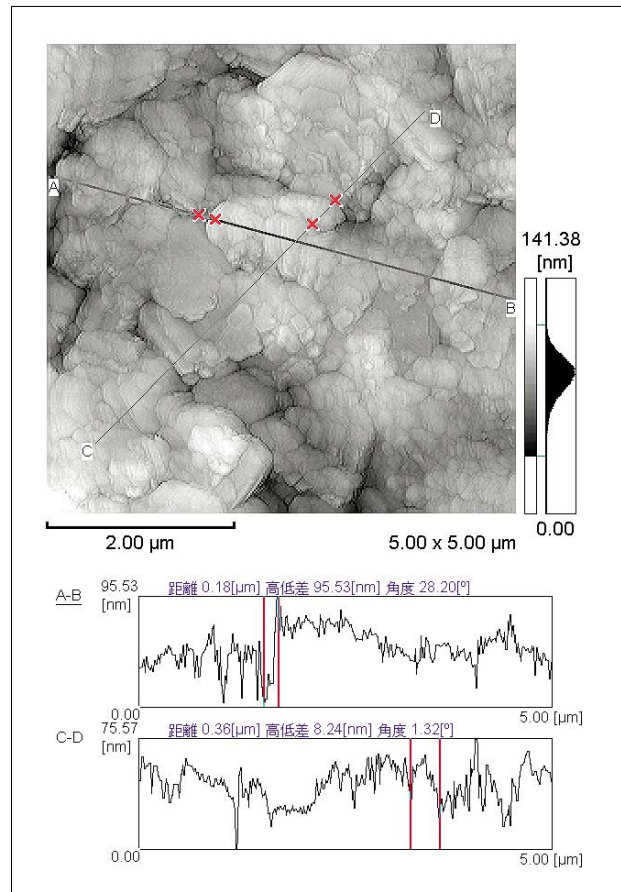 D
A
B
C
141.38
[nm]
0.00
2.00 µm
5.00 x 5.00 µm
A-B
95.53
[nm]
距離 0.18[µm] 高低差 95.53[nm] 角度 28.20[º]
0.00
5.00 [µm]
C-D
75.57
[nm]
距離 0.36[µm] 高低差 8.24[nm] 角度 1.32[º]
0.00
5.00 [µm]